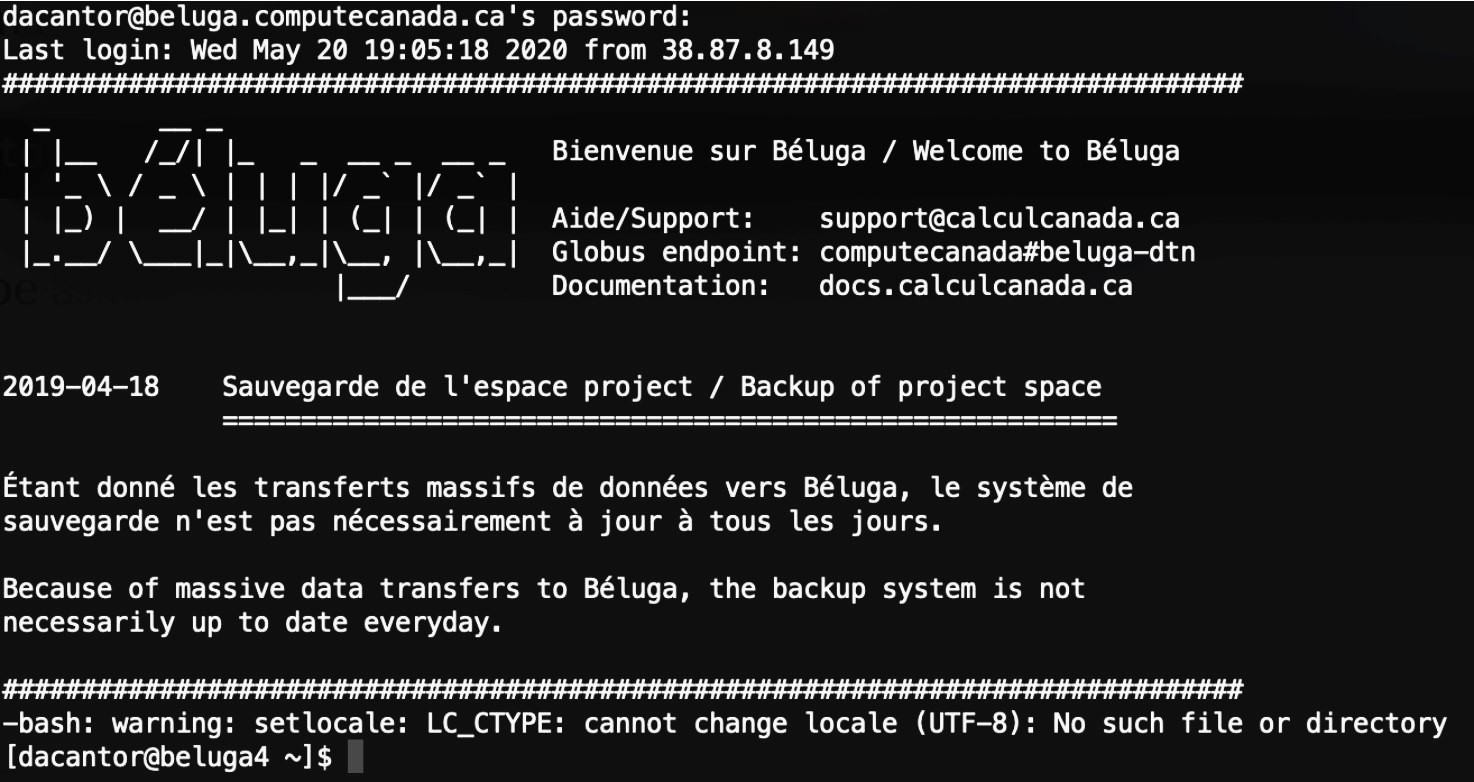 dacantor@beluga.computecanada.ca's password:
Last login: Wed May 20 19:05:18 2020 from 38.87.8.149
###############################################################################
béluga
Bienvenue sur Béluga / Welcome to Béluga
Aide/Support:    support@calculcanada.ca
Globus endpoint: computecanada#beluga-dtn
Documentation:   docs.calculcanada.ca
2019-04-18    Sauvegarde de l'espace project / Backup of project space
=========================================================
Étant donné les transferts massifs de données vers Béluga, le système de
sauvegarde n'est pas nécessairement à jour à tous les jours.
Because of massive data transfers to Béluga, the backup system is not
necessarily up to date everyday.
###############################################################################
-bash: warning: setlocale: LC_CTYPE: cannot change locale (UTF-8): No such file or directory
[dacantor@beluga4 ~]$